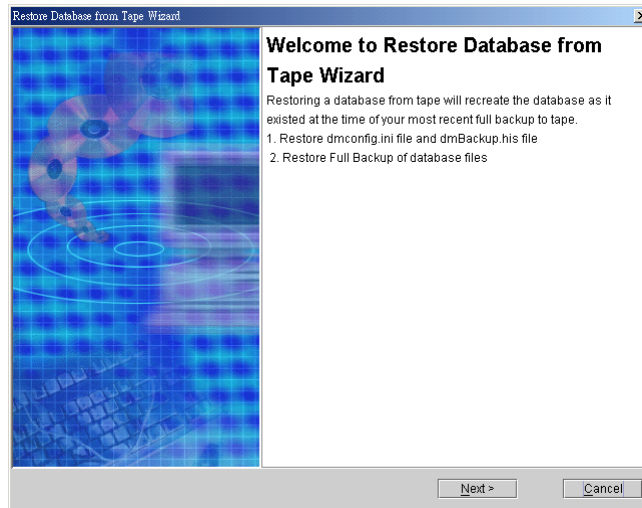 Restore Database from Tape Wizard
Welcome to Restore Database from
Tape Wizard
Restoring a database from tape will recreate the database as it
existed at the time of your most recent full backup to tape.
1. Restore dmconfig.ini file and dmBackup.his file
2. Restore Full Backup of database files
Next >
Cancel